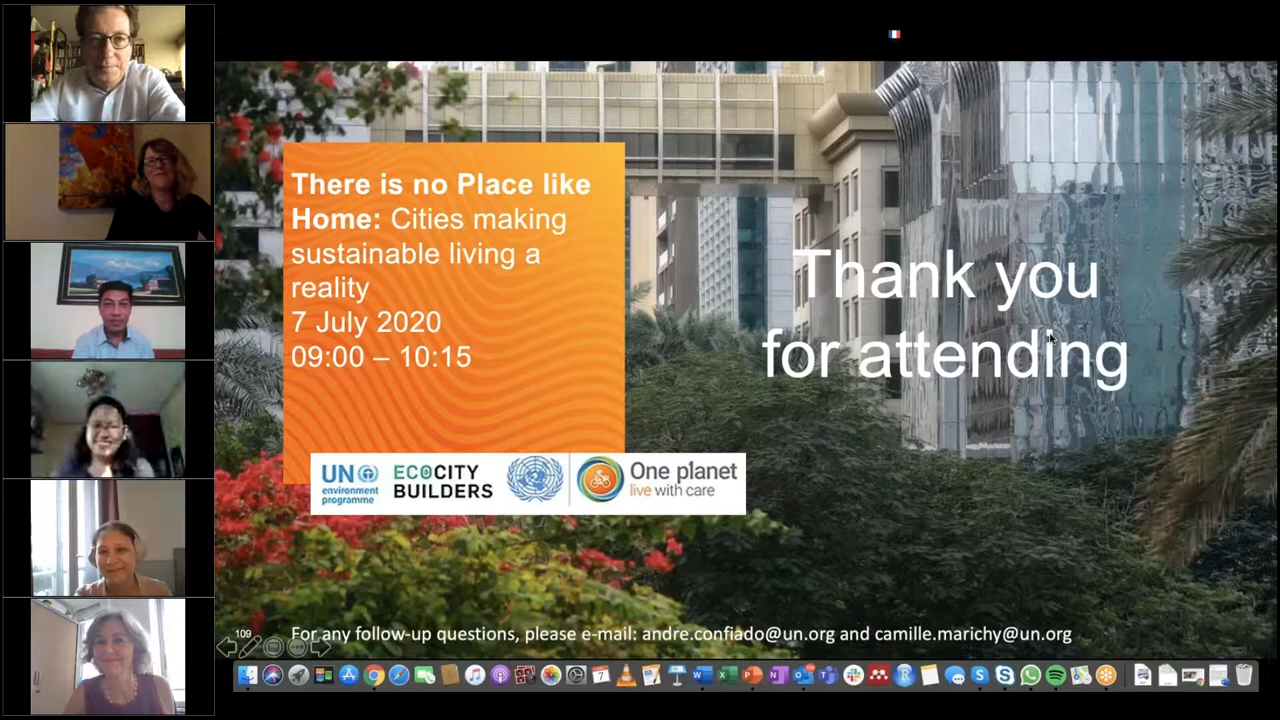 There is no Place like
Home: Cities making
sustainable living a
reality
7 July 2020
09:00 – 10:15
Thank you
for attending
UN
environment
programme
ECOCITY
BUILDERS
One planet
live with care
109
For any follow-up questions, please e-mail: andre.confiado@un.org and camille.marichy@un.org
7